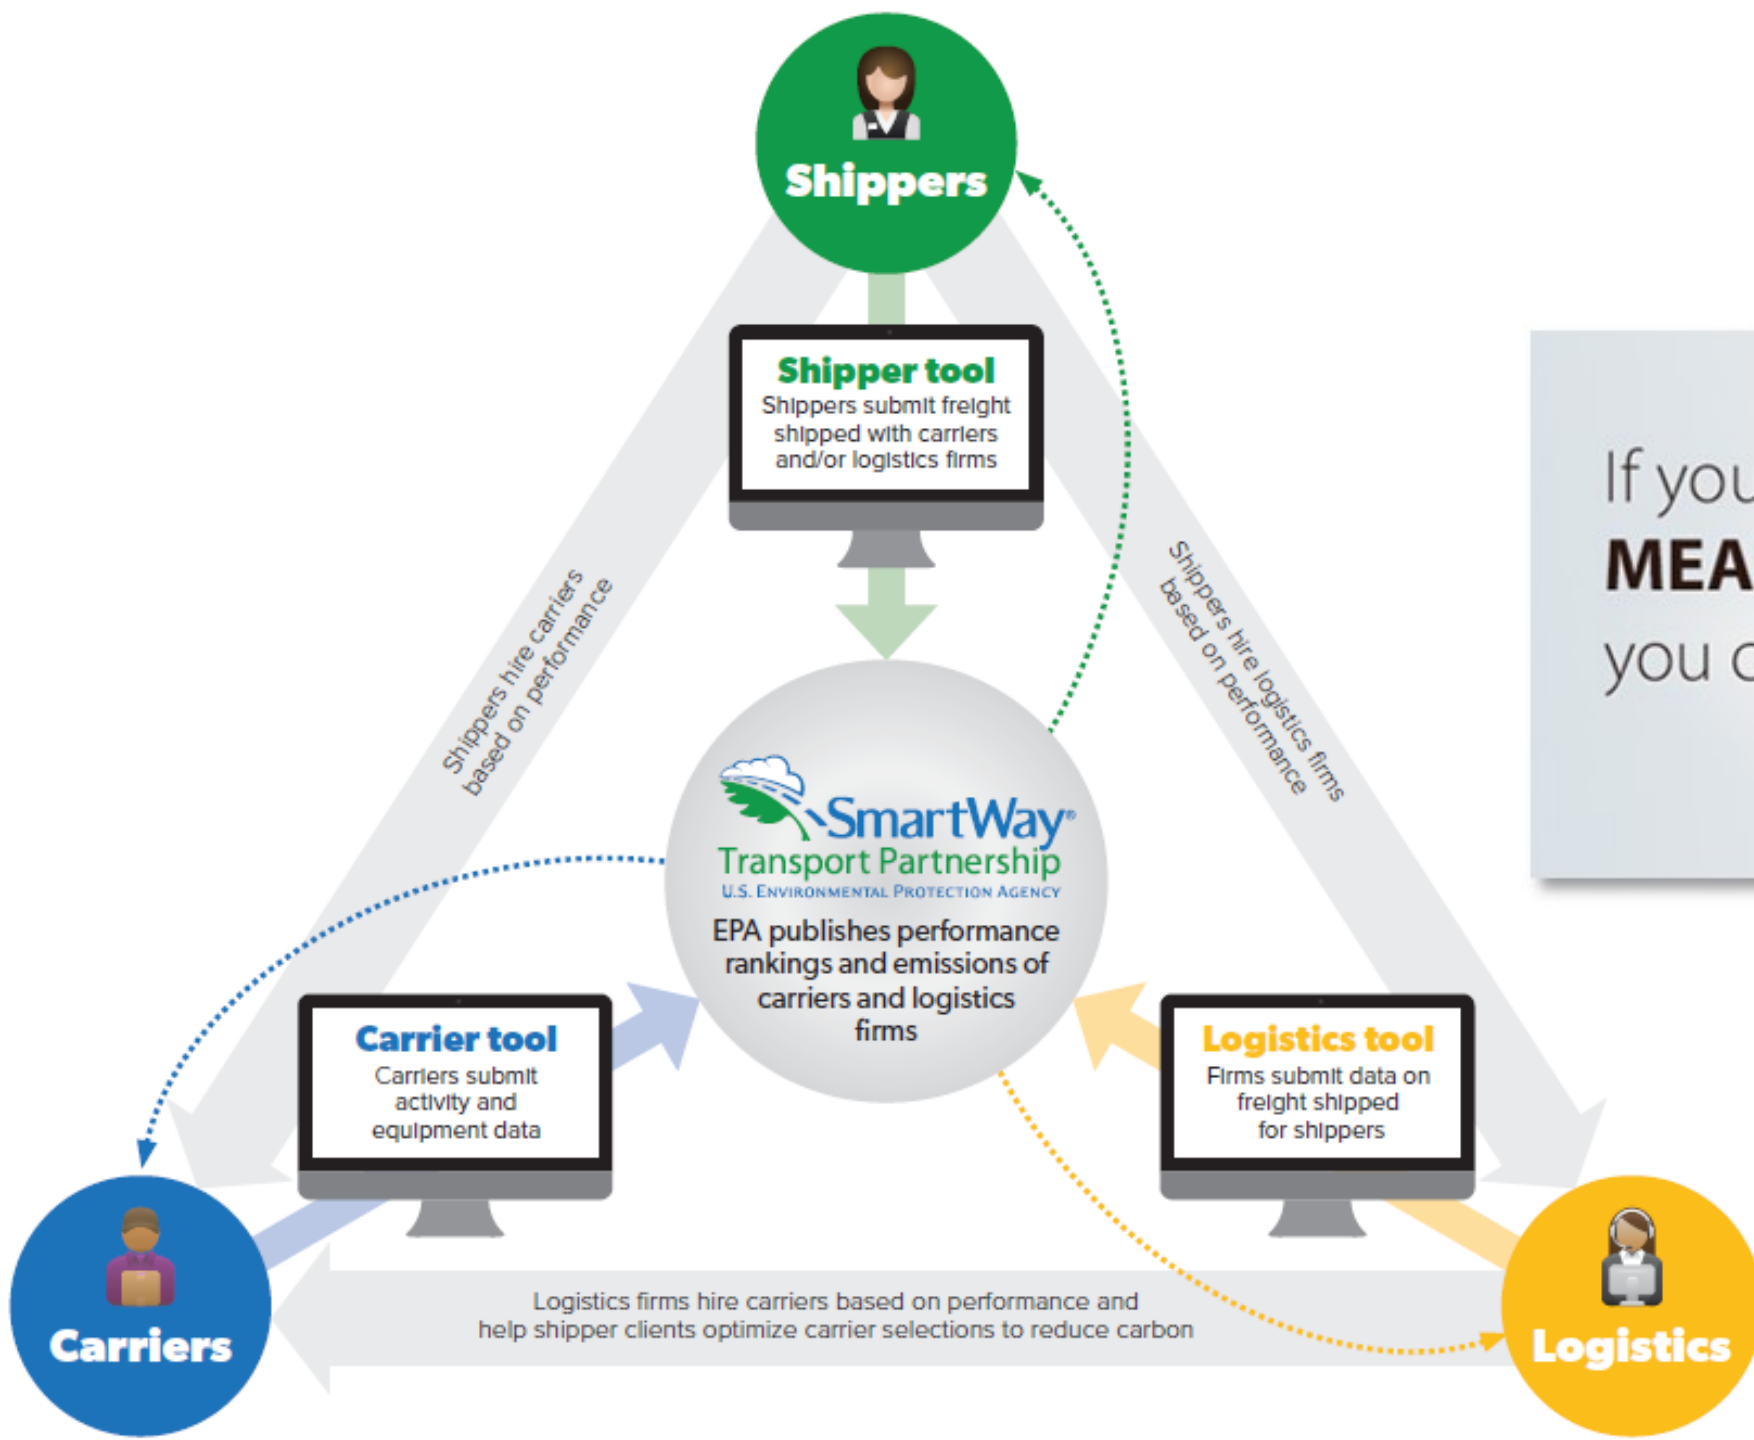 Shippers
Shipper tool
Shippers submit freight
shipped with carriers
and/or logistics firms
Shippers hire carriers
based on performance
Shippers hire logistics firms
based on performance
If you
MEA
you
SmartWay®
Transport Partnership
U.S. ENVIRONMENTAL PROTECTION AGENCY
EPA publishes performance
rankings and emissions of
carriers and logistics
firms
Carrier tool
Carriers submit
activity and
equipment data
Logistics tool
Firms submit data on
freight shipped
for shippers
Logistics firms hire carriers based on performance and
help shipper clients optimize carrier selections to reduce carbon
Carriers
Logistics